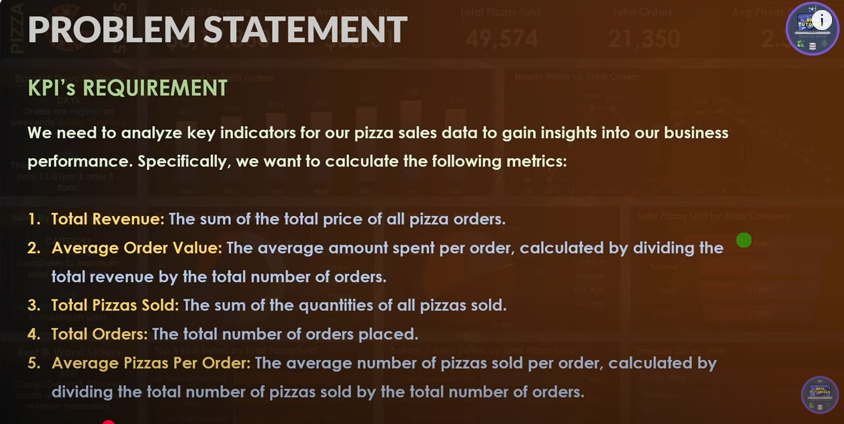 PROBLEM STATEMENT
49,574
21,350
KPI's REQUIREMENT
We need to analyze key indicators for our pizza sales data to gain insights into our business
performance. Specifically, we want to calculate the following metrics:
1. Total Revenue: The sum of the total price of all pizza orders.
2. Average Order Value: The average amount spent per order, calculated by dividing the
total revenue by the total number of orders.
3. Total Pizzas Sold: The sum of the quantities of all pizzas sold.
4. Total Orders: The total number of orders placed.
5. Average Pizzas Per Order: The average number of pizzas sold per order, calculated by
dividing the total number of pizzas sold by the total number of orders.